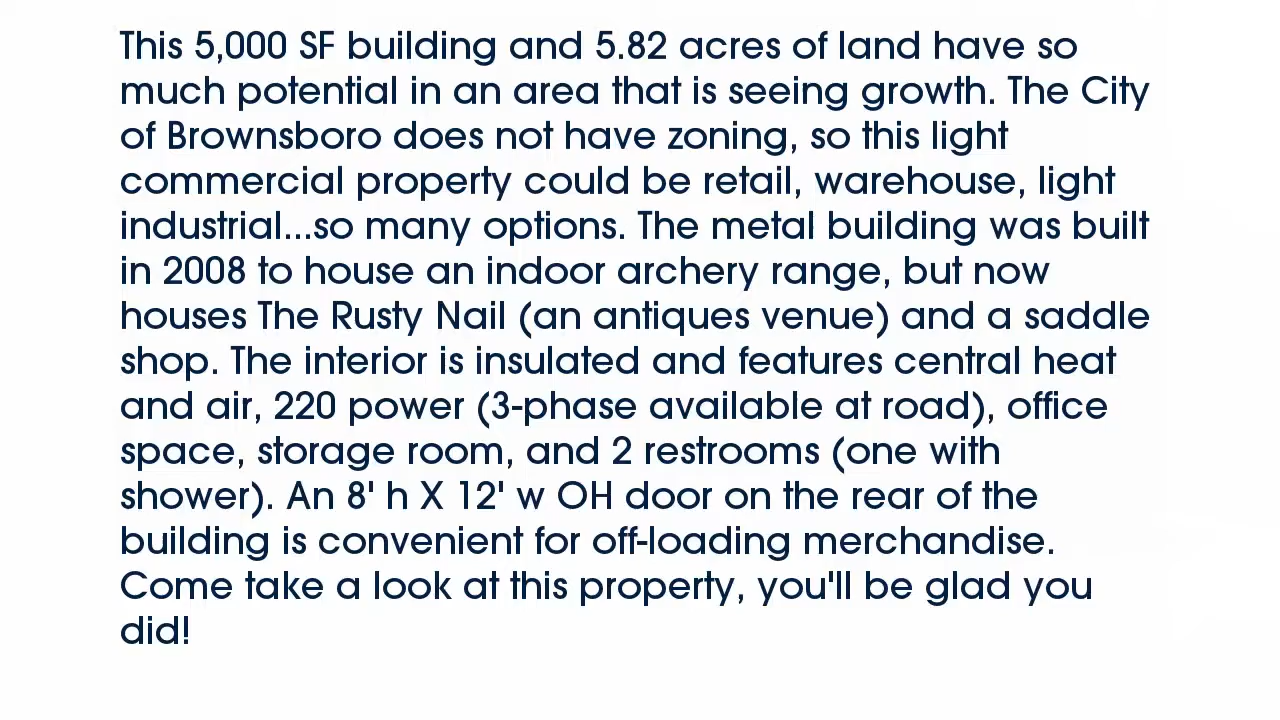 This 5,000 SF building and 5.82 acres of land have so
much potential in an area that is seeing growth. The City
of Brownsboro does not have zoning, so this light
commercial property could be retail, warehouse, light
industrial...so many options. The metal building was built
in 2008 to house an indoor archery range, but now
houses The Rusty Nail (an antiques venue) and a saddle
shop. The interior is insulated and features central heat
and air, 220 power (3-phase available at road), office
space, storage room, and 2 restrooms (one with
shower). An 8' h X 12' w OH door on the rear of the
building is convenient for off-loading merchandise.
Come take a look at this property, you'll be glad you
did!